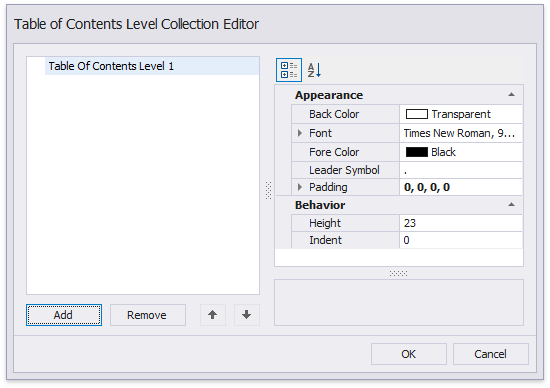 Table of Contents Level Collection Editor
Table Of Contents Level 1
A
Z
Appearance
Back Color Transparent
Font Times New Roman, 9...
Fore Color Black
Leader Symbol .
Padding 0, 0, 0, 0
Behavior
Height 23
Indent 0
Add Remove
OK Cancel